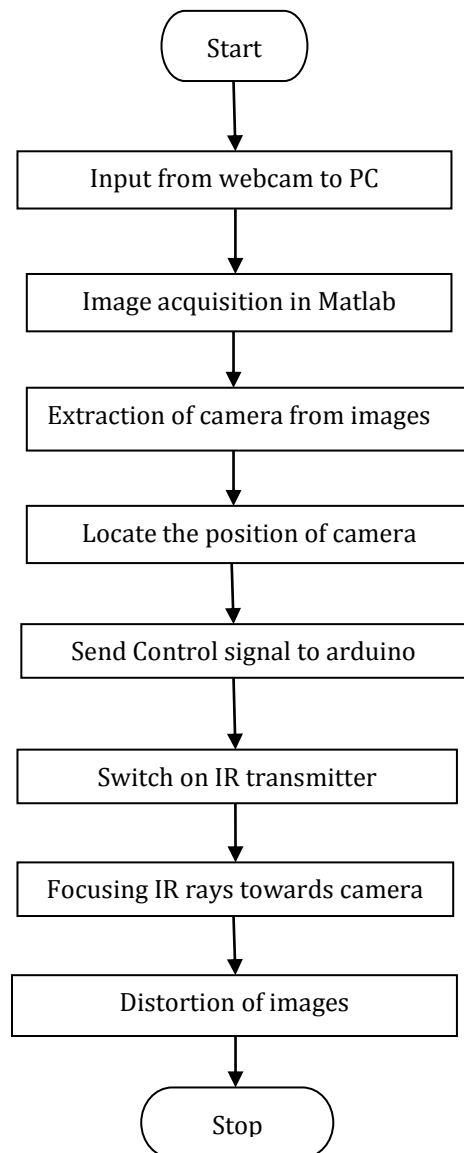 Start
Input from webcam to PC
Image acquisition in Matlab
Extraction of camera from images
Locate the position of camera
Send Control signal to arduino
Switch on IR transmitter
Focusing IR rays towards camera
Distortion of images
Stop